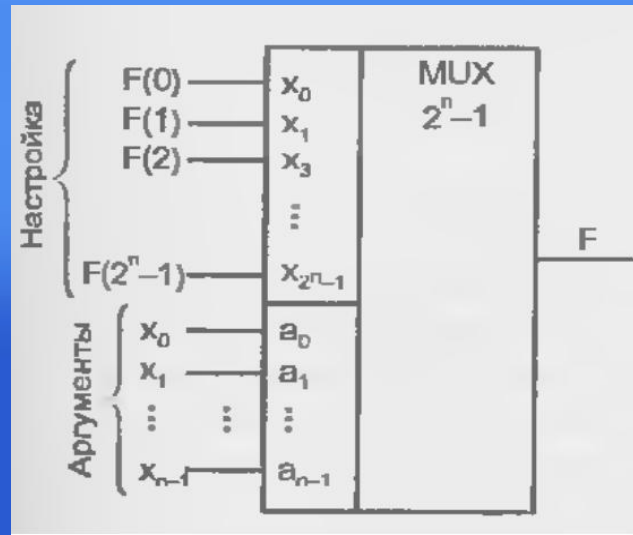 Настройка
F(0) x₀ MUX
F(1) x₁ 2ⁿ–1
F(2) x₃
...
F
F(2ⁿ–1) x₂ⁿ₋₁
Аргументы
x₀ a₀
x₁ a₁
... ... ...
xₙ₋₁ aₙ₋₁